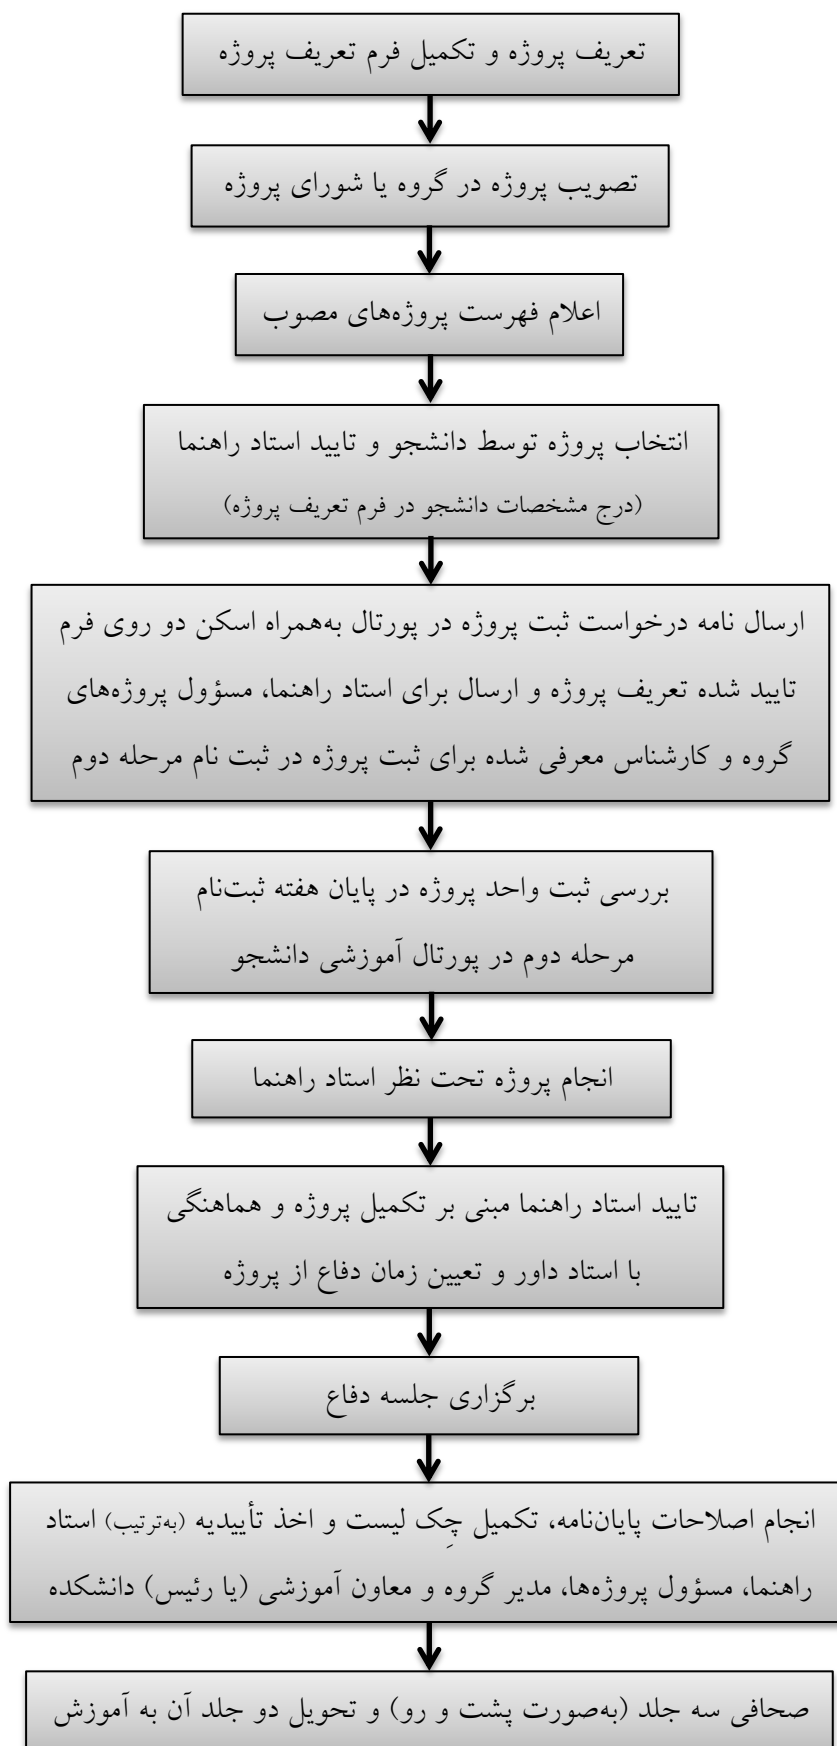 تعریف پروژه و تکمیل فرم تعریف پروژه
تصویب پروژه در گروه یا شورای پروژه
اعلام فهرست پروژه‌های مصوب
انتخاب پروژه توسط دانشجو و تایید استاد راهنما
(درج مشخصات دانشجو در فرم تعریف پروژه)
ارسال نامه درخواست ثبت پروژه در پورتال به‌همراه اسکن دو روی فرم
تایید شده تعریف پروژه و ارسال برای استاد راهنما، مسؤول پروژه‌های
گروه و کارشناس معرفی شده برای ثبت پروژه در ثبت نام مرحله دوم
بررسی ثبت واحد پروژه در پایان هفته ثبت‌نام
مرحله دوم در پورتال آموزشی دانشجو
انجام پروژه تحت نظر استاد راهنما
تایید استاد راهنما مبنی بر تکمیل پروژه و هماهنگی
با استاد داور و تعیین زمان دفاع از پروژه
برگزاری جلسه دفاع
انجام اصلاحات پایان‌نامه، تکمیل چِک لیست و اخذ تأییدیه (به‌ترتیب) استاد
راهنما، مسؤول پروژه‌ها، مدیر گروه و معاون آموزشی (یا رئیس) دانشکده
صحافی سه جلد (به‌صورت پشت و رو) و تحویل دو جلد آن به آموزش